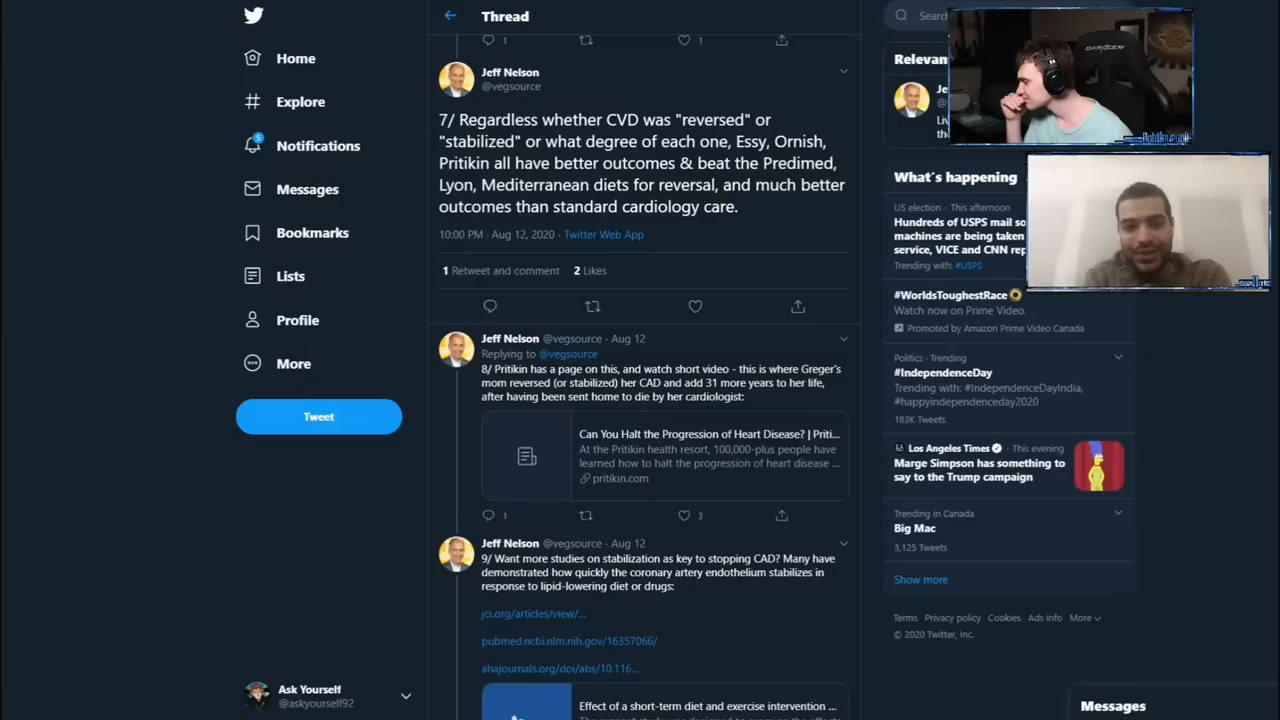 Home
Explore
5
Notifications
Messages
Bookmarks
Lists
Profile
More
Tweet
Ask Yourself
@askyourself92
Thread
1
1
Jeff Nelson
@vegsource
7/ Regardless whether CVD was "reversed" or
"stabilized" or what degree of each one, Essy, Ornish,
Pritikin all have better outcomes & beat the Predimed,
Lyon, Mediterranean diets for reversal, and much better
outcomes than standard cardiology care.
10:00 PM · Aug 12, 2020 · Twitter Web App
1 Retweet and comment 2 Likes
Jeff Nelson @vegsource · Aug 12
Replying to @vegsource
8/ Pritikin has a page on this, and watch short video - this is where Greger's
mom reversed (or stabilized) her CAD and add 31 more years to her life,
after having been sent home to die by her cardiologist:
Can You Halt the Progression of Heart Disease? | Priti...
At the Pritikin health resort, 100,000-plus people have
learned how to halt the progression of heart disease ...
pritikin.com
1
3
Jeff Nelson @vegsource · Aug 12
9/ Want more studies on stabilization as key to stopping CAD? Many have
demonstrated how quickly the coronary artery endothelium stabilizes in
response to lipid-lowering diet or drugs:
jci.org/articles/view/...
pubmed.ncbi.nlm.nih.gov/16357066/
ahajournals.org/doi/abs/10.116...
Effect of a short-term diet and exercise intervention ...
Search
Relevan
Je
@
Liv
the
DXRACER
What's happening
US election · This afternoon
Hundreds of USPS mail so
machines are being taken
service, VICE and CNN rep
Trending with: #USPS
#WorldsToughestRace
Watch now on Prime Video.
Promoted by Amazon Prime Video Canada
Politics · Trending
#IndependenceDay
Trending with: #IndependenceDayIndia,
#happyindependenceday2020
183K Tweets
Los Angeles Times · This evening
Marge Simpson has something to
say to the Trump campaign
Trending in Canada
Big Mac
3,125 Tweets
Show more
Terms Privacy policy Cookies Ads info More
© 2020 Twitter, Inc.
Messages